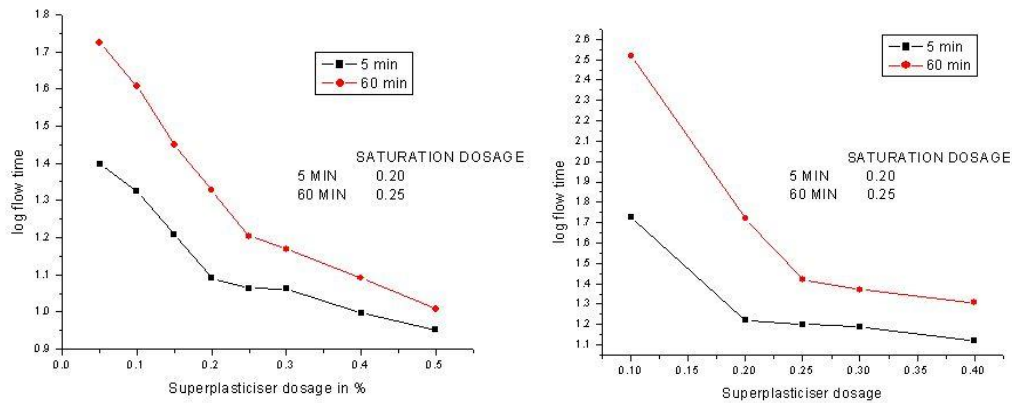 1.8
1.7
1.6
1.5
1.4
1.3
1.2
1.1
1.0
0.9
log flow time
5 min
60 min
SATURATION DOSAGE
5 MIN 0.20
60 MIN 0.25
0.0 0.1 0.2 0.3 0.4 0.5
Superplasticiser dosage in %
2.6
2.5
2.4
2.3
2.2
2.1
2.0
1.9
1.8
1.7
1.6
1.5
1.4
1.3
1.2
1.1
log flow time
5 min
60 min
SATURATION DOSAGE
5 MIN 0.20
60 MIN 0.25
0.10 0.15 0.20 0.25 0.30 0.35 0.40
Superplasticiser dosage